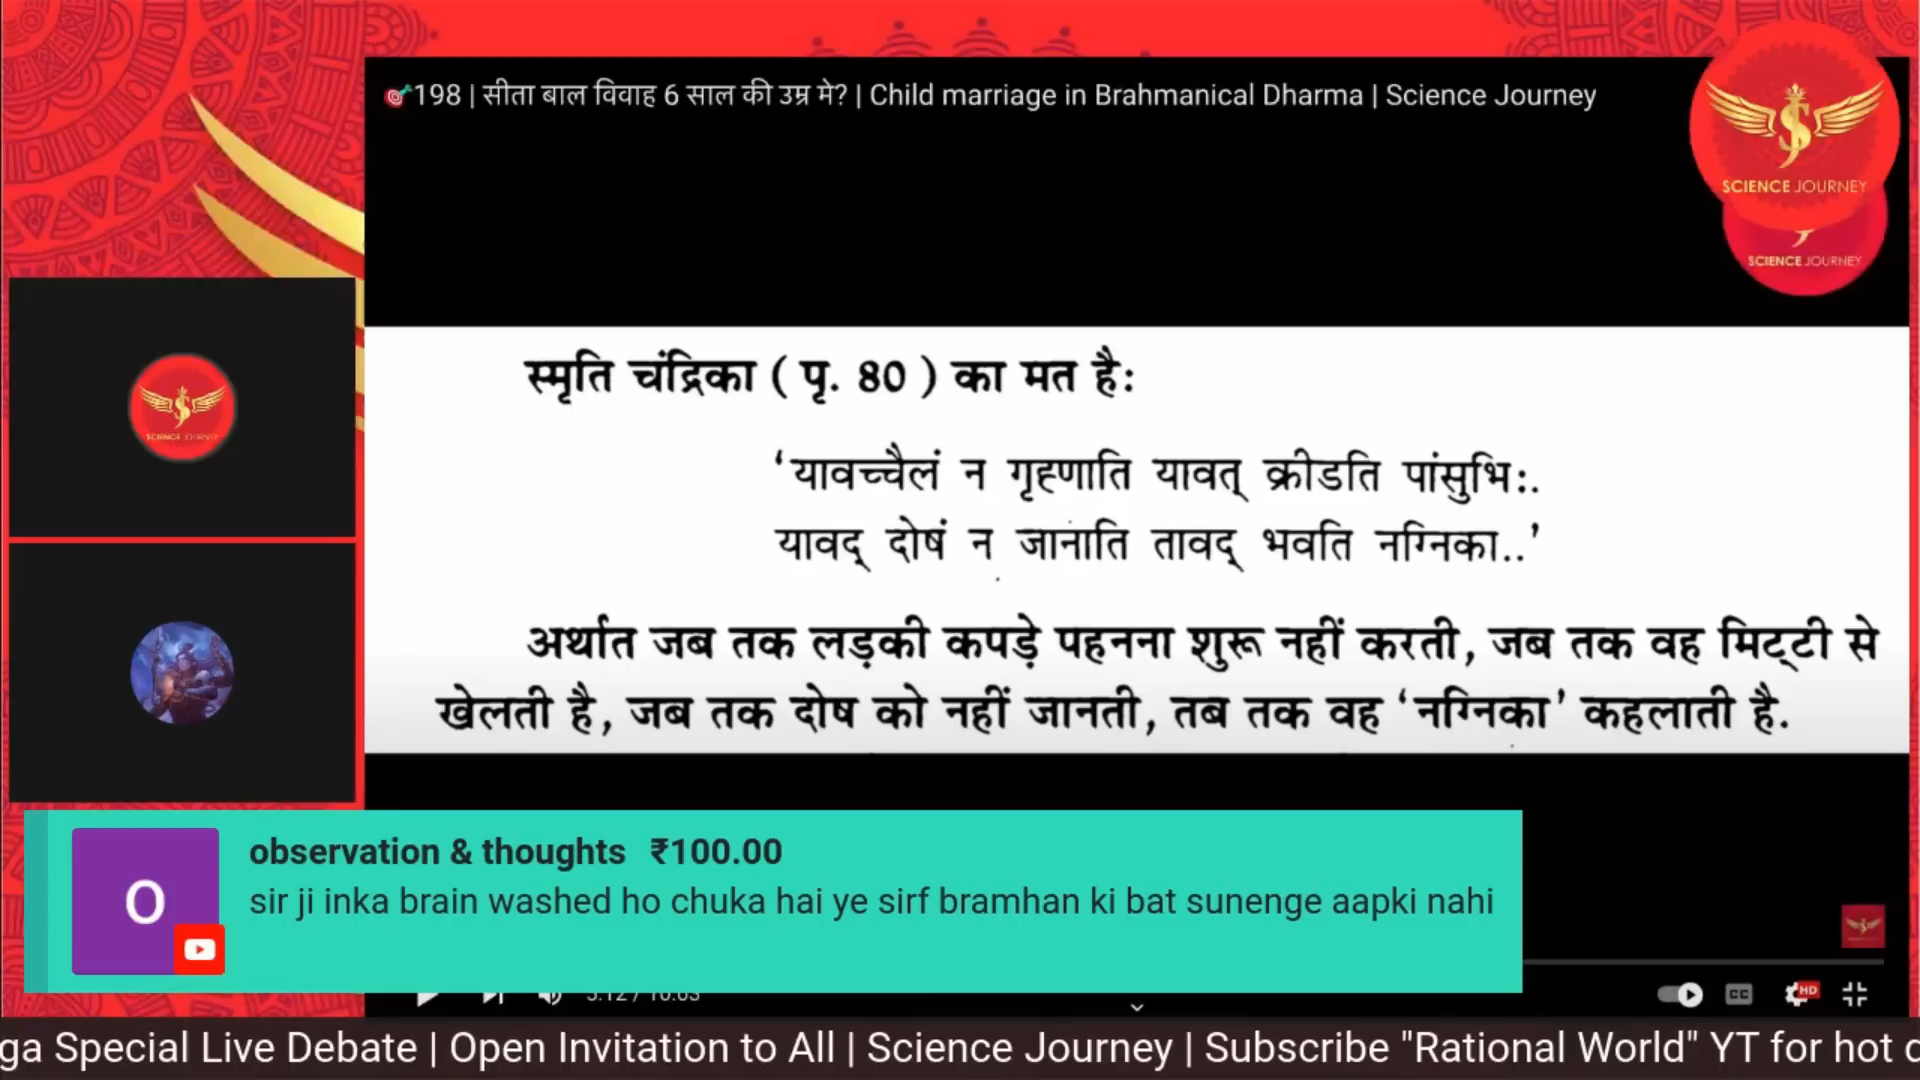 198 | सीता बाल विवाह 6 साल की उम्र मे? | Child marriage in Brahmanical Dharma | Science Journey
SCIENCE JOURNEY
SCIENCE JOURNEY
SCIENCE JOURNEY
स्मृति चंद्रिका ( पृ. 80 ) का मत है:
‘यावच्चैलं न गृह्णाति यावत् क्रीडति पांसुभि:.
यावद् दोषं न जानाति तावद् भवति नग्निका..’
अर्थात जब तक लड़की कपड़े पहनना शुरू नहीं करती, जब तक वह मिट्टी से
खेलती है, जब तक दोष को नहीं जानती, तब तक वह ‘नग्निका’ कहलाती है.
O
observation & thoughts ₹100.00
sir ji inka brain washed ho chuka hai ye sirf bramhan ki bat sunenge aapki nahi
CC
HD
ga Special Live Debate | Open Invitation to All | Science Journey | Subscribe "Rational World" YT for hot